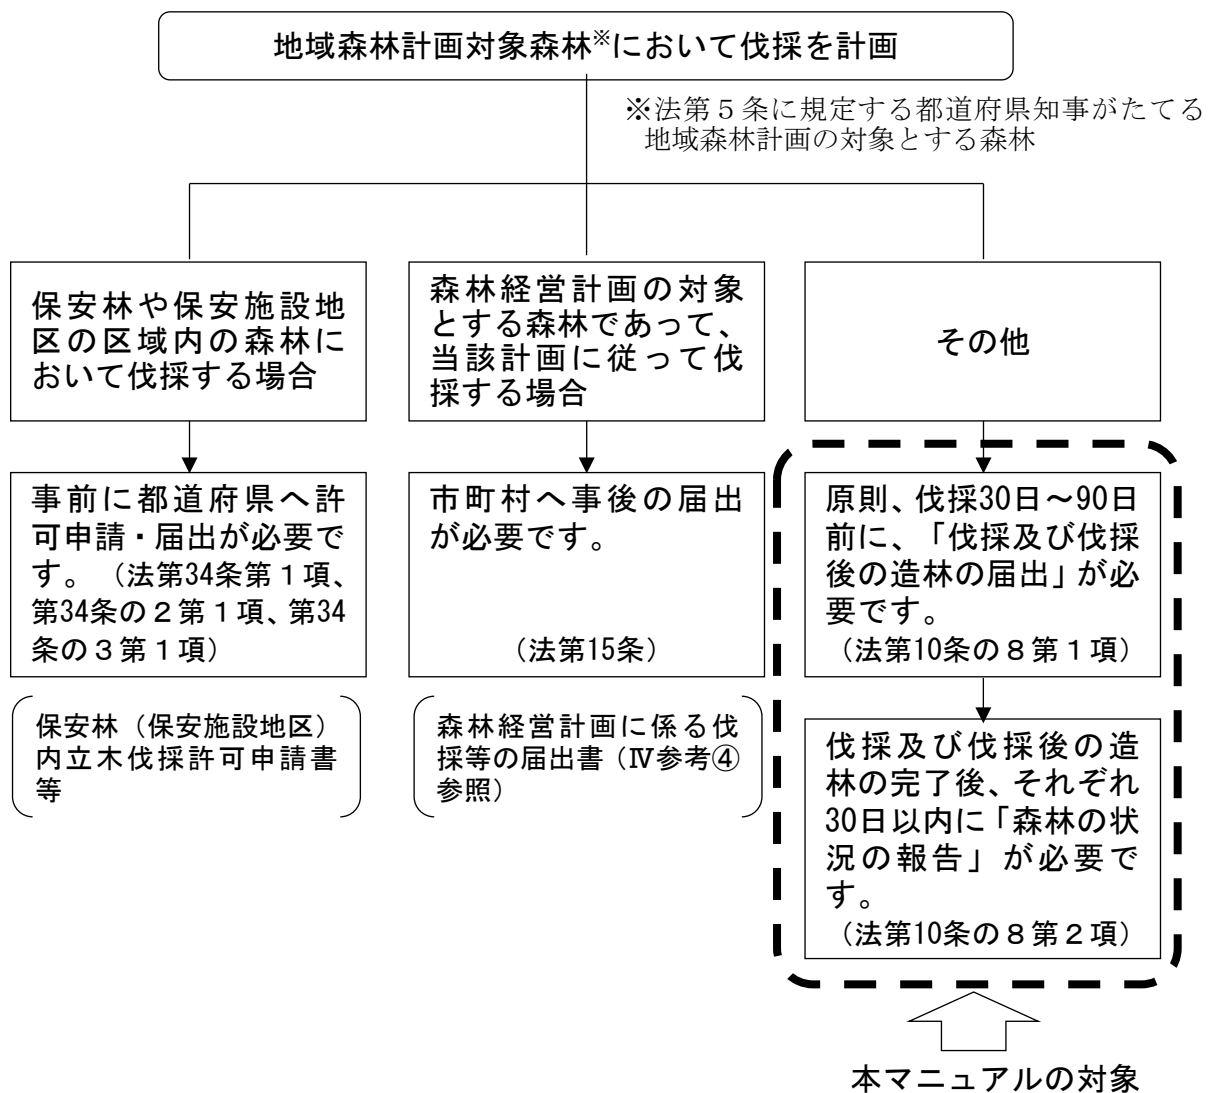 地域森林計画対象森林※において伐採を計画
※法第５条に規定する都道府県知事がたてる
地域森林計画の対象とする森林
保安林や保安施設地
区の区域内の森林に
おいて伐採する場合
事前に都道府県へ許
可申請・届出が必要で
す。（法第34条第１項、
第34条の２第１項、第34
条の３第１項）
保安林（保安施設地区）
内立木伐採許可申請書
等
森林経営計画の対象
とする森林であって、
当該計画に従って伐
採する場合
市町村へ事後の届出
が必要です。
（法第15条）
森林経営計画に係る伐
採等の届出書（Ⅳ参考④
参照）
その他
原則、伐採30日～90日
前に、「伐採及び伐採
後の造林の届出」が必
要です。
（法第10条の８第１項）
伐採及び伐採後の造
林の完了後、それぞれ
30日以内に「森林の状
況の報告」が必要で
す。
（法第10条の８第２項）
本マニュアルの対象